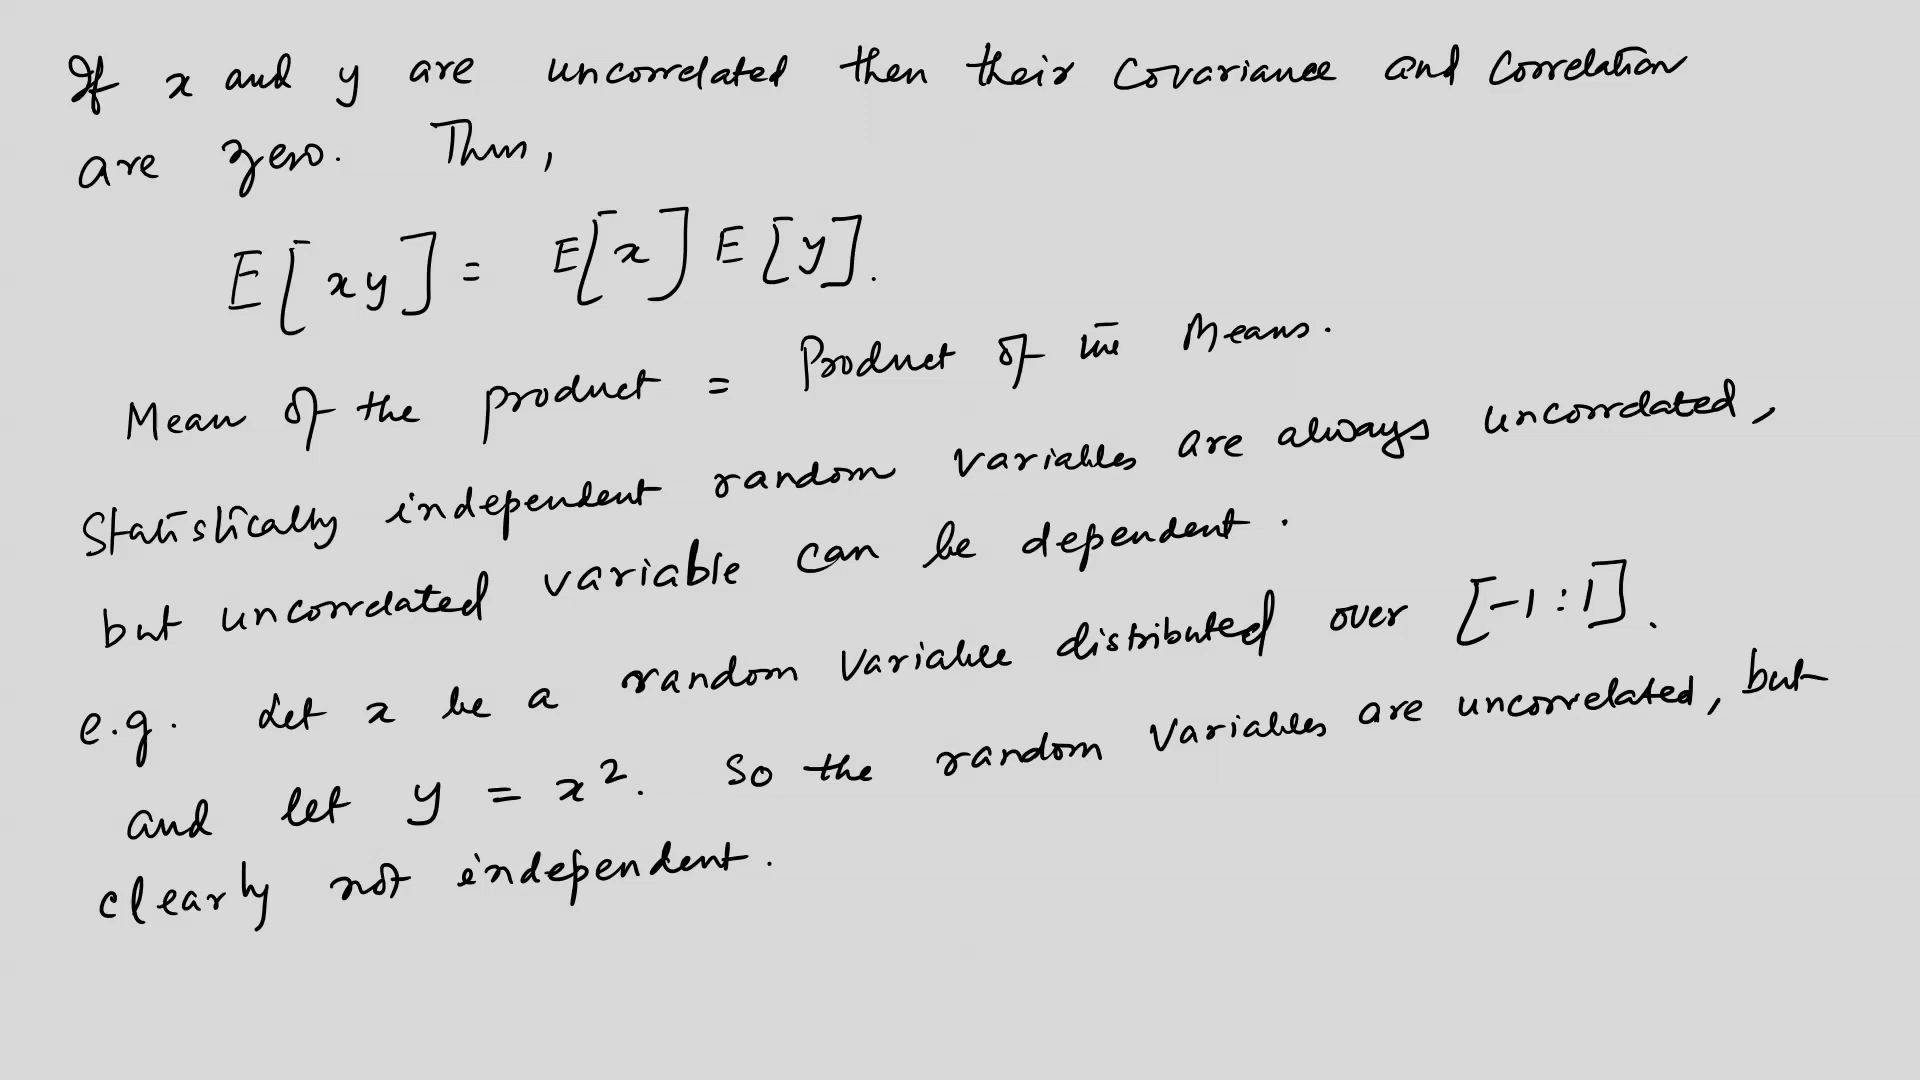 If x and y are uncorrelated then their covariance and correlation
are zero. Thus,
E[xy] = E[x] E[y].
Mean of the product = Product of the Means.
Statistically independent random variables are always uncorrelated,
but uncorrelated variable can be dependent.
e.g. Let x be a random variable distributed over [-1:1].
and let y = x². So the random variables are uncorrelated, but
clearly not independent.